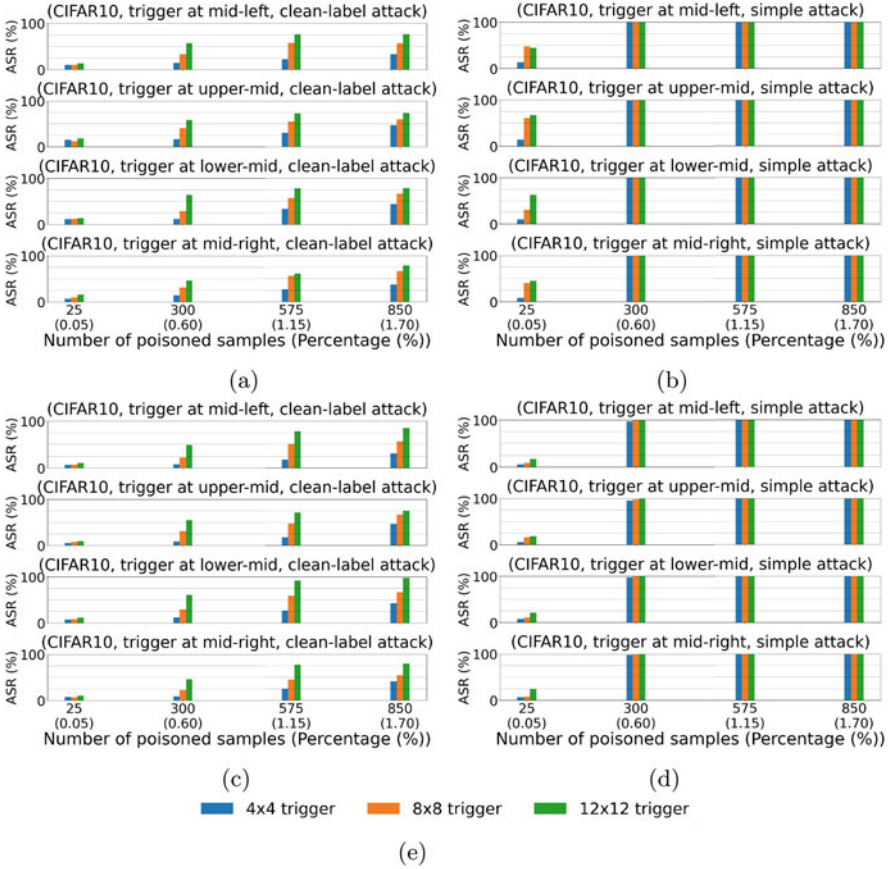 (CIFAR10, trigger at mid-left, clean-label attack)
100
ASR (%)
0
(CIFAR10, trigger at upper-mid, clean-label attack)
100
ASR (%)
0
(CIFAR10, trigger at lower-mid, clean-label attack)
100
ASR (%)
0
(CIFAR10, trigger at mid-right, clean-label attack)
100
ASR (%)
0
25 300 575 850
(0.05) (0.60) (1.15) (1.70)
Number of poisoned samples (Percentage (%))
(a)
(CIFAR10, trigger at mid-left, simple attack)
100
ASR (%)
0
(CIFAR10, trigger at upper-mid, simple attack)
100
ASR (%)
0
(CIFAR10, trigger at lower-mid, simple attack)
100
ASR (%)
0
(CIFAR10, trigger at mid-right, simple attack)
100
ASR (%)
0
25 300 575 850
(0.05) (0.60) (1.15) (1.70)
Number of poisoned samples (Percentage (%))
(b)
(CIFAR10, trigger at mid-left, clean-label attack)
100
ASR (%)
0
(CIFAR10, trigger at upper-mid, clean-label attack)
100
ASR (%)
0
(CIFAR10, trigger at lower-mid, clean-label attack)
100
ASR (%)
0
(CIFAR10, trigger at mid-right, clean-label attack)
100
ASR (%)
0
25 300 575 850
(0.05) (0.60) (1.15) (1.70)
Number of poisoned samples (Percentage (%))
(c)
(CIFAR10, trigger at mid-left, simple attack)
100
ASR (%)
0
(CIFAR10, trigger at upper-mid, simple attack)
100
ASR (%)
0
(CIFAR10, trigger at lower-mid, simple attack)
100
ASR (%)
0
(CIFAR10, trigger at mid-right, simple attack)
100
ASR (%)
0
25 300 575 850
(0.05) (0.60) (1.15) (1.70)
Number of poisoned samples (Percentage (%))
(d)
4x4 trigger 8x8 trigger 12x12 trigger
(e)